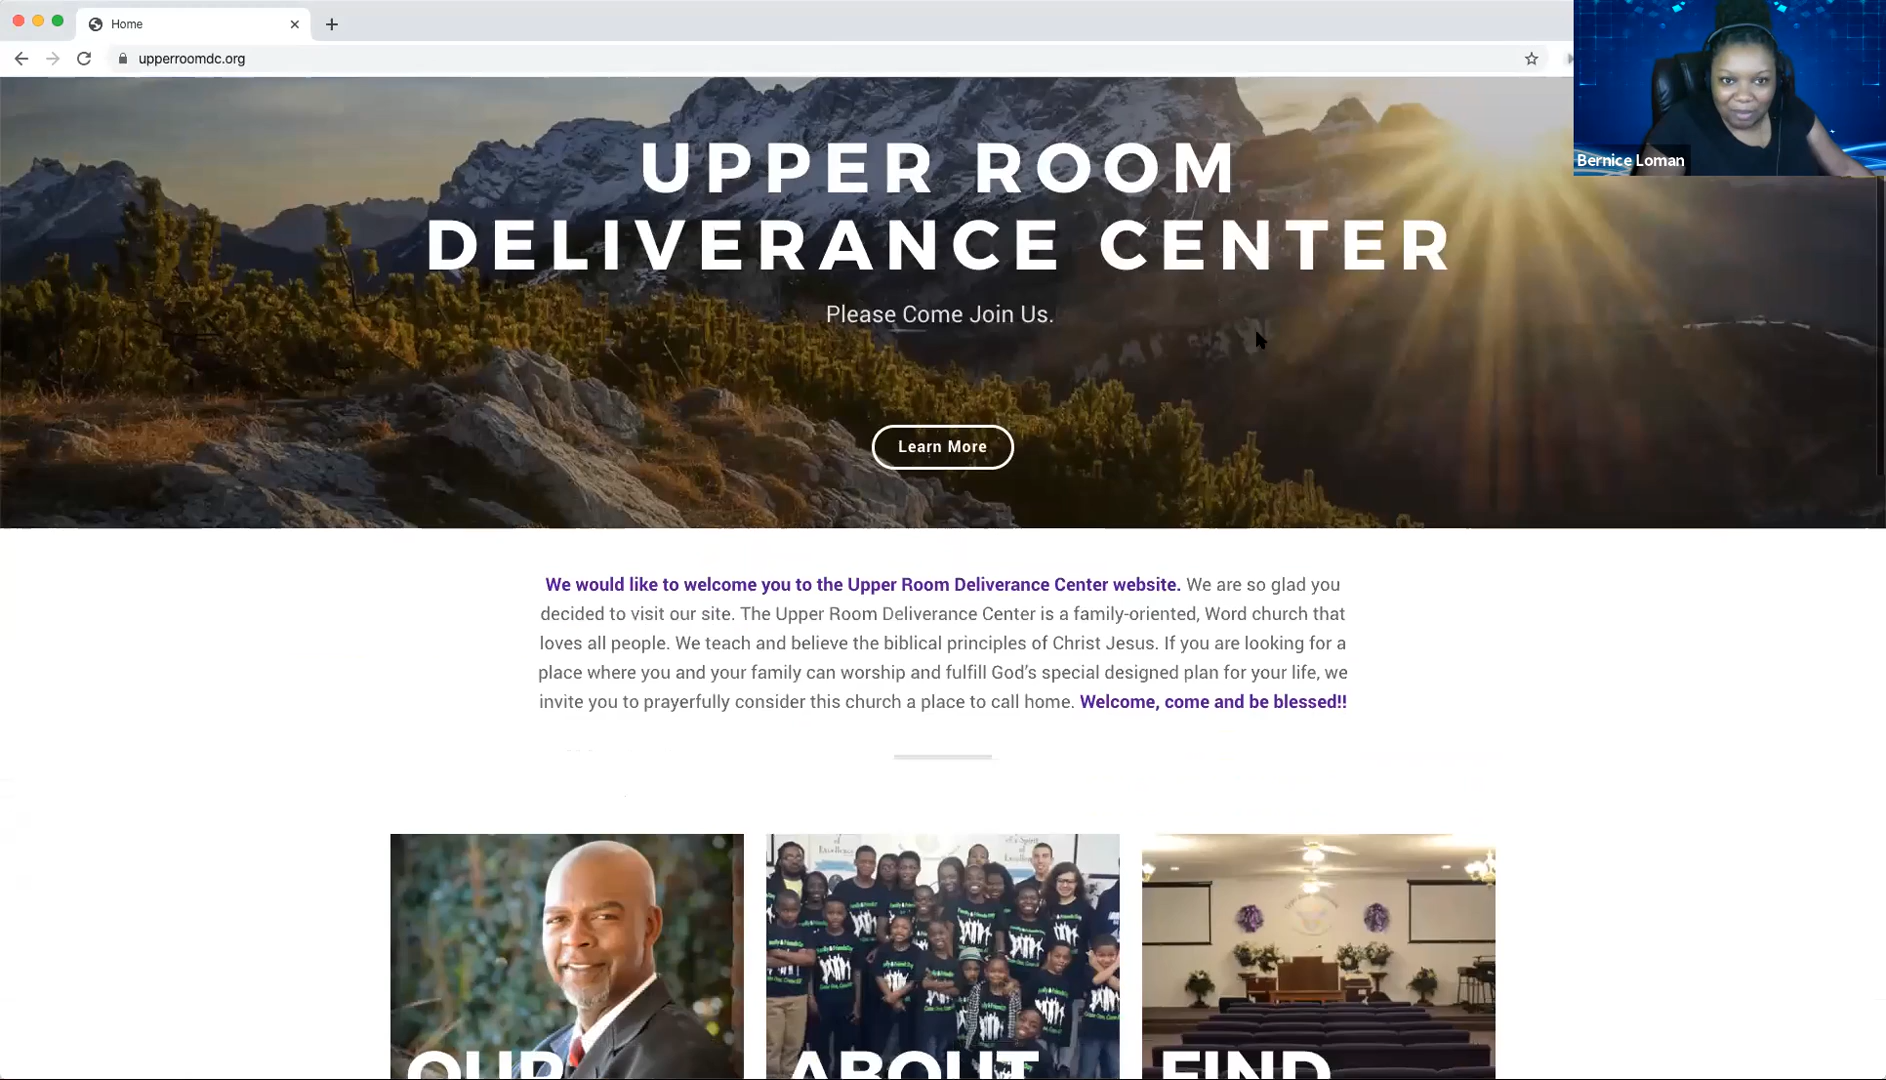 Home
upperroomdc.org
Bernice Loman
UPPER ROOM
DELIVERANCE CENTER
Please Come Join Us.
Learn More
We would like to welcome you to the Upper Room Deliverance Center website. We are so glad you
decided to visit our site. The Upper Room Deliverance Center is a family-oriented, Word church that
loves all people. We teach and believe the biblical principles of Christ Jesus. If you are looking for a
place where you and your family can worship and fulfill God's special designed plan for your life, we
invite you to prayerfully consider this church a place to call home. Welcome, come and be blessed!!
OUR
ABOUT
FIND